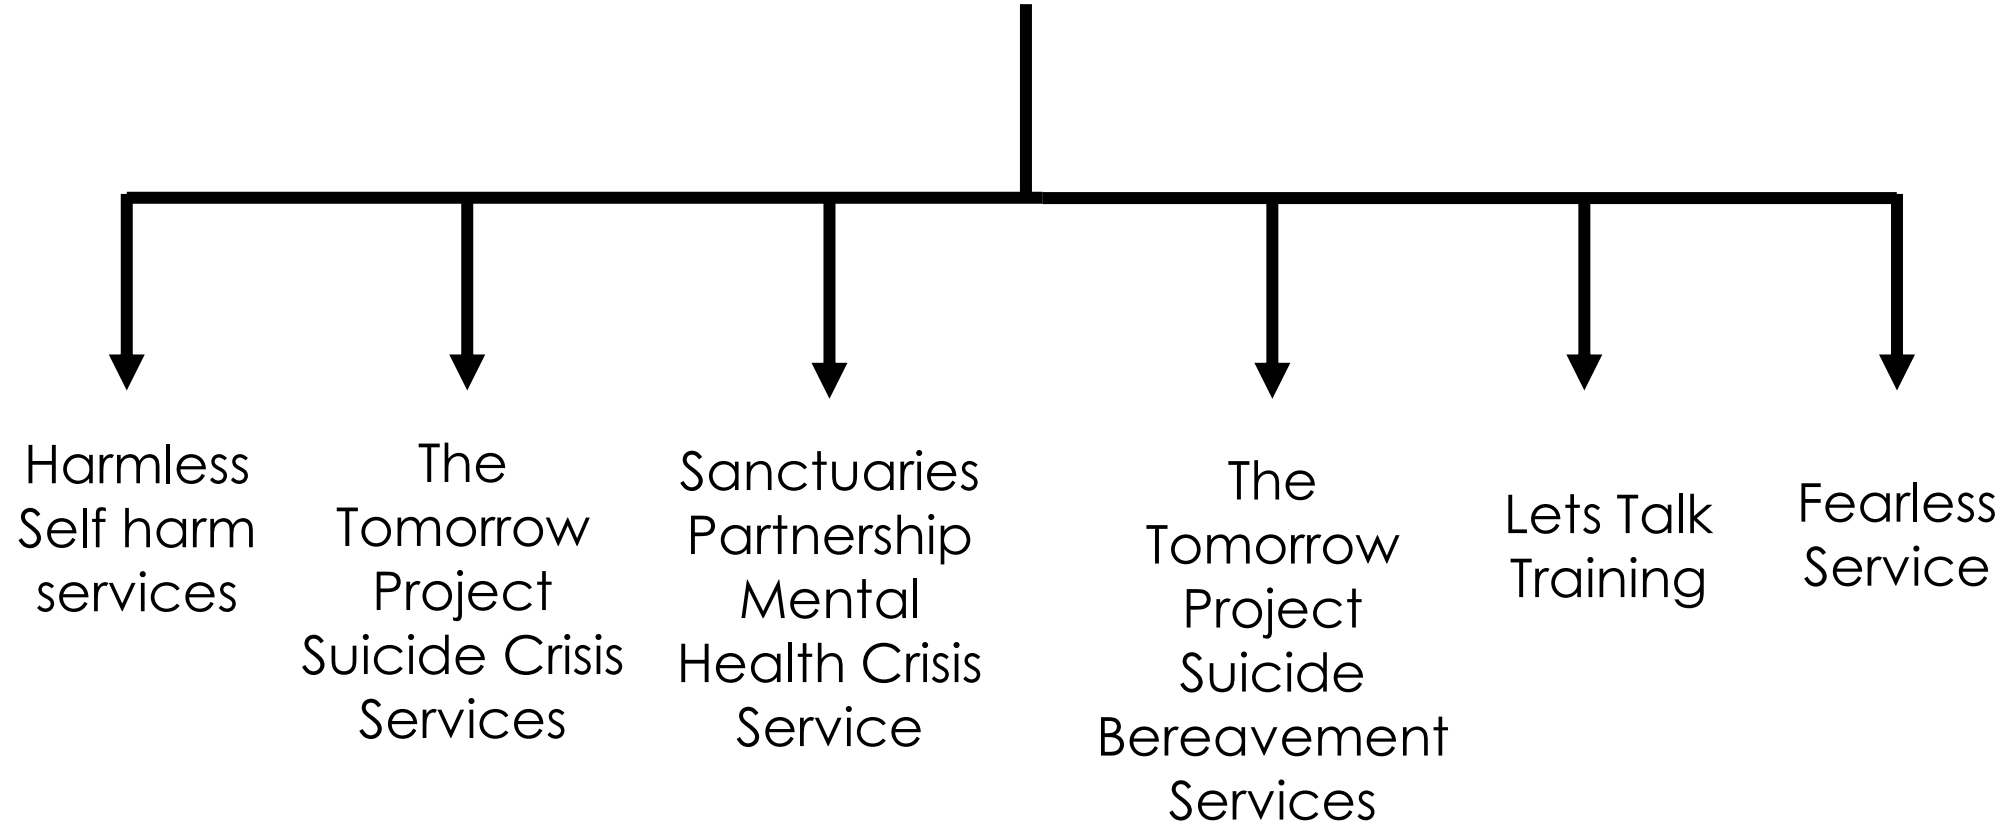 Harmless
Self harm
services
The
Tomorrow
Project
Suicide Crisis
Services
Sanctuaries
Partnership
Mental
Health Crisis
Service
The
Tomorrow
Project
Suicide
Bereavement
Services
Lets Talk
Training
Fearless
Service